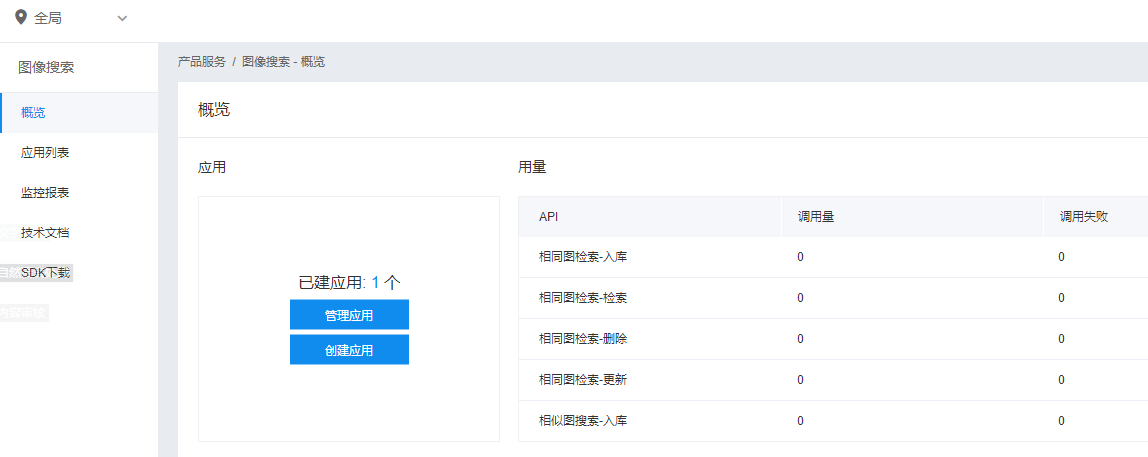 全局
图像搜索
概览
应用列表
监控报表
技术文档
SDK下载
产品服务 / 图像搜索 - 概览
概览
应用
已建应用: 1 个
管理应用
创建应用
用量
API 调用量 调用失败
相同图检索-入库 0 0
相同图检索-检索 0 0
相同图检索-删除 0 0
相同图检索-更新 0 0
相似图搜索-入库 0 0